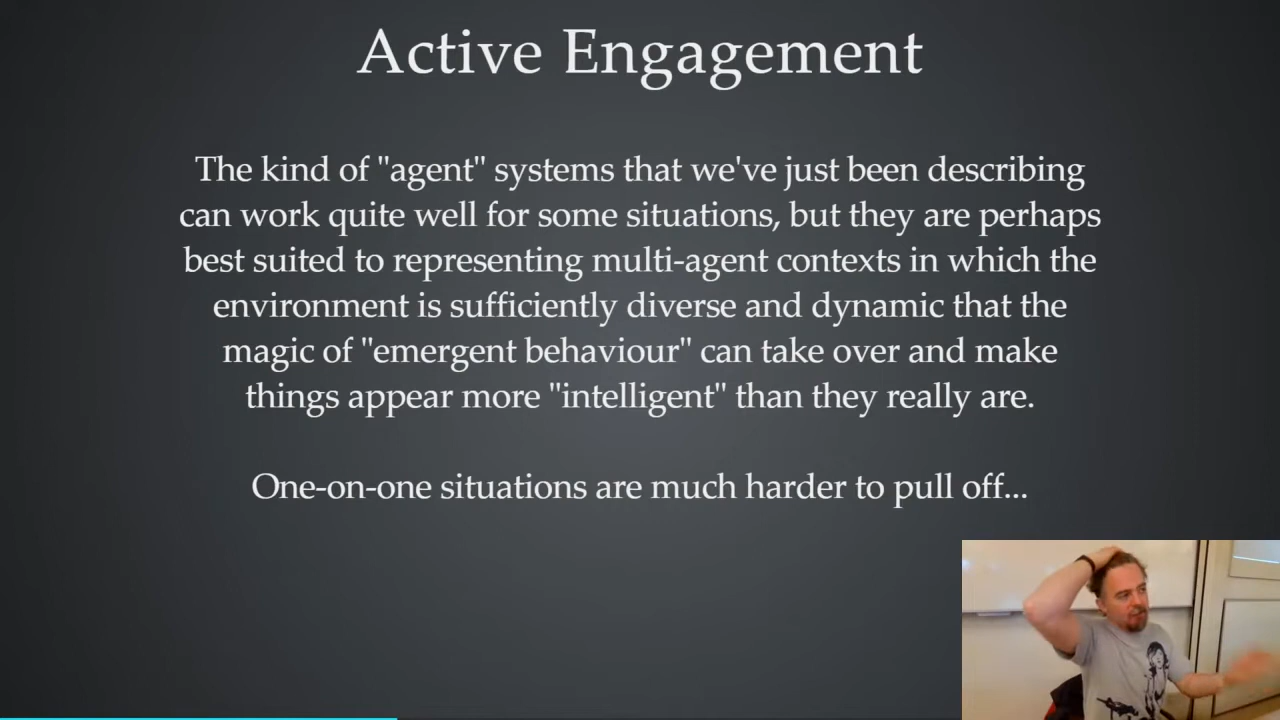 Active Engagement
The kind of "agent" systems that we've just been describing
can work quite well for some situations, but they are perhaps
best suited to representing multi-agent contexts in which the
environment is sufficiently diverse and dynamic that the
magic of "emergent behaviour" can take over and make
things appear more "intelligent" than they really are.
One-on-one situations are much harder to pull off...